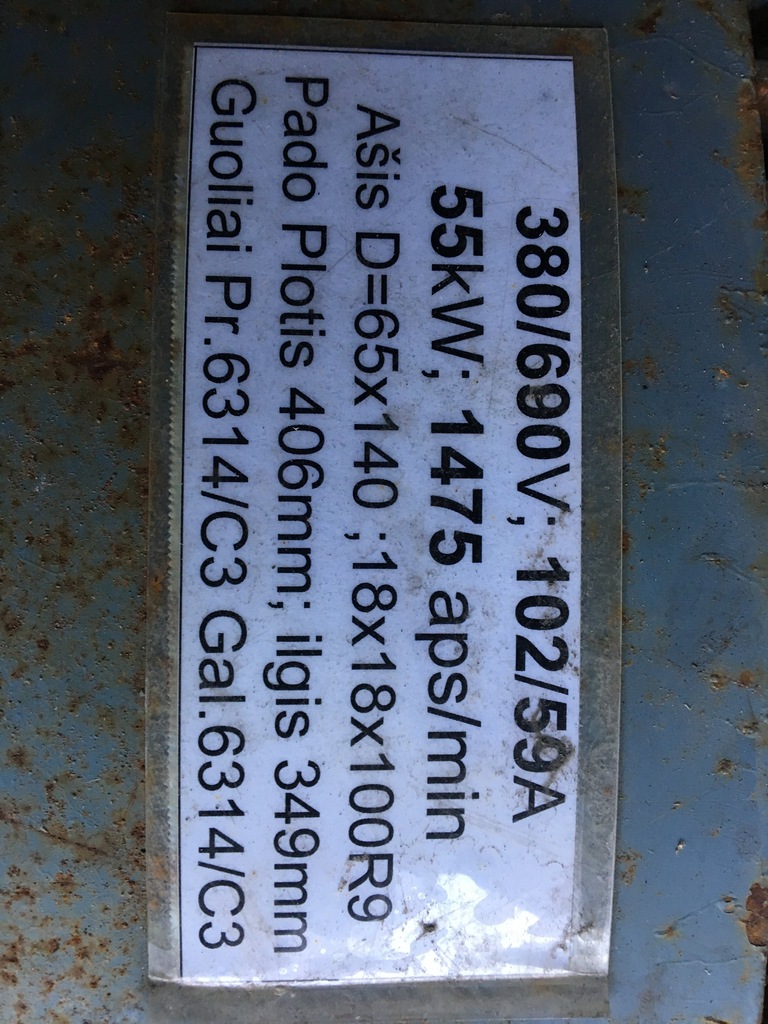 380/690V; 102/59A
55kW; 1475 aps/min
Ašis D=65x140 ;18x18x100R9
Pado Plotis 406mm; ilgis 349mm
Guoliai Pr.6314/C3 Gal.6314/C3